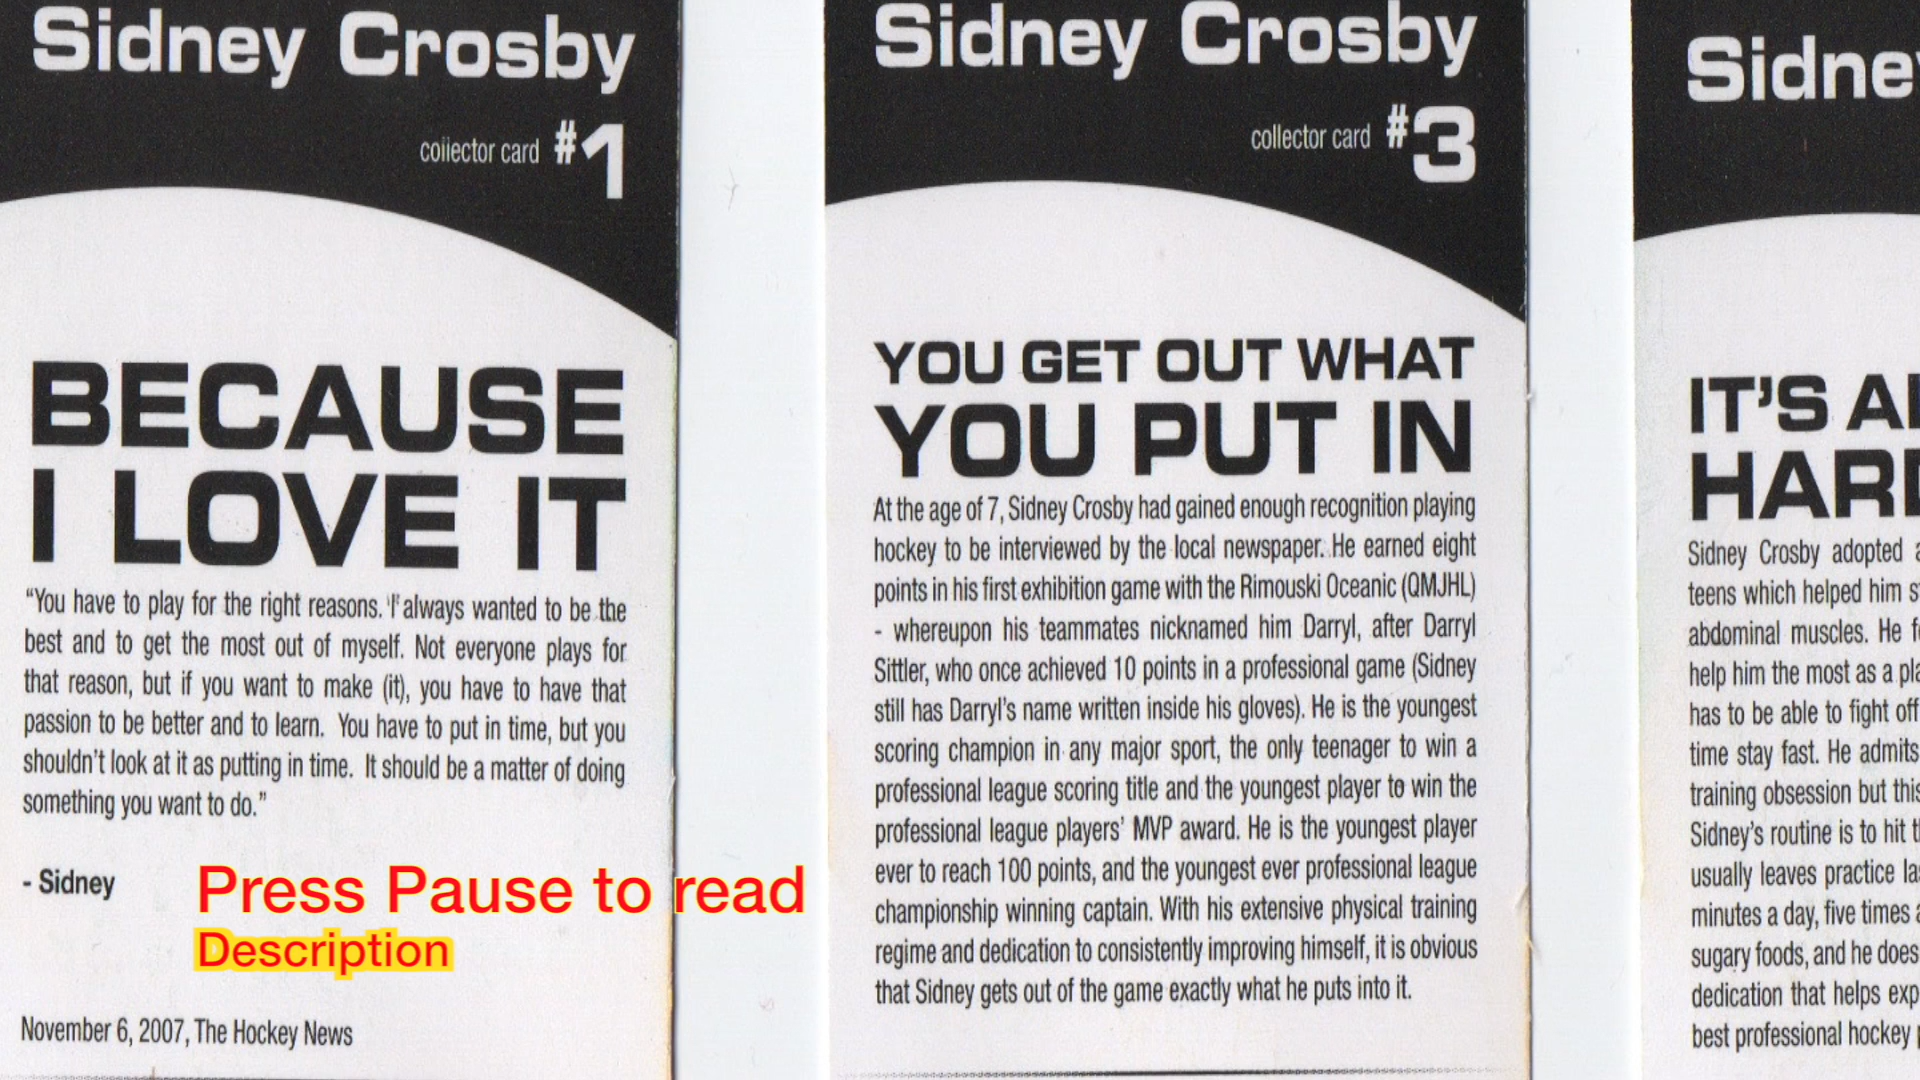 Sidney Crosby
collector card #1
BECAUSE
I LOVE IT
"You have to play for the right reasons. I always wanted to be the
best and to get the most out of myself. Not everyone plays for
that reason, but if you want to make (it), you have to have that
passion to be better and to learn. You have to put in time, but you
shouldn't look at it as putting in time. It should be a matter of doing
something you want to do."
- Sidney
Press Pause to read
Description
November 6, 2007, The Hockey News
Sidney Crosby
collector card #3
YOU GET OUT WHAT
YOU PUT IN
At the age of 7, Sidney Crosby had gained enough recognition playing
hockey to be interviewed by the local newspaper. He earned eight
points in his first exhibition game with the Rimouski Oceanic (QMJHL)
- whereupon his teammates nicknamed him Darryl, after Darryl
Sittler, who once achieved 10 points in a professional game (Sidney
still has Darryl's name written inside his gloves). He is the youngest
scoring champion in any major sport, the only teenager to win a
professional league scoring title and the youngest player to win the
professional league players' MVP award. He is the youngest player
ever to reach 100 points, and the youngest ever professional league
championship winning captain. With his extensive physical training
regime and dedication to consistently improving himself, it is obvious
that Sidney gets out of the game exactly what he puts into it.
Sidney
IT'S
HARD
Sidney Crosby adopted
teens which helped him
abdominal muscles. He
help him the most as a
has to be able to fight off
time stay fast. He admits
training obsession but this
Sidney's routine is to hit
usually leaves practice
minutes a day, five times
sugary foods, and he does
dedication that helps
best professional hockey